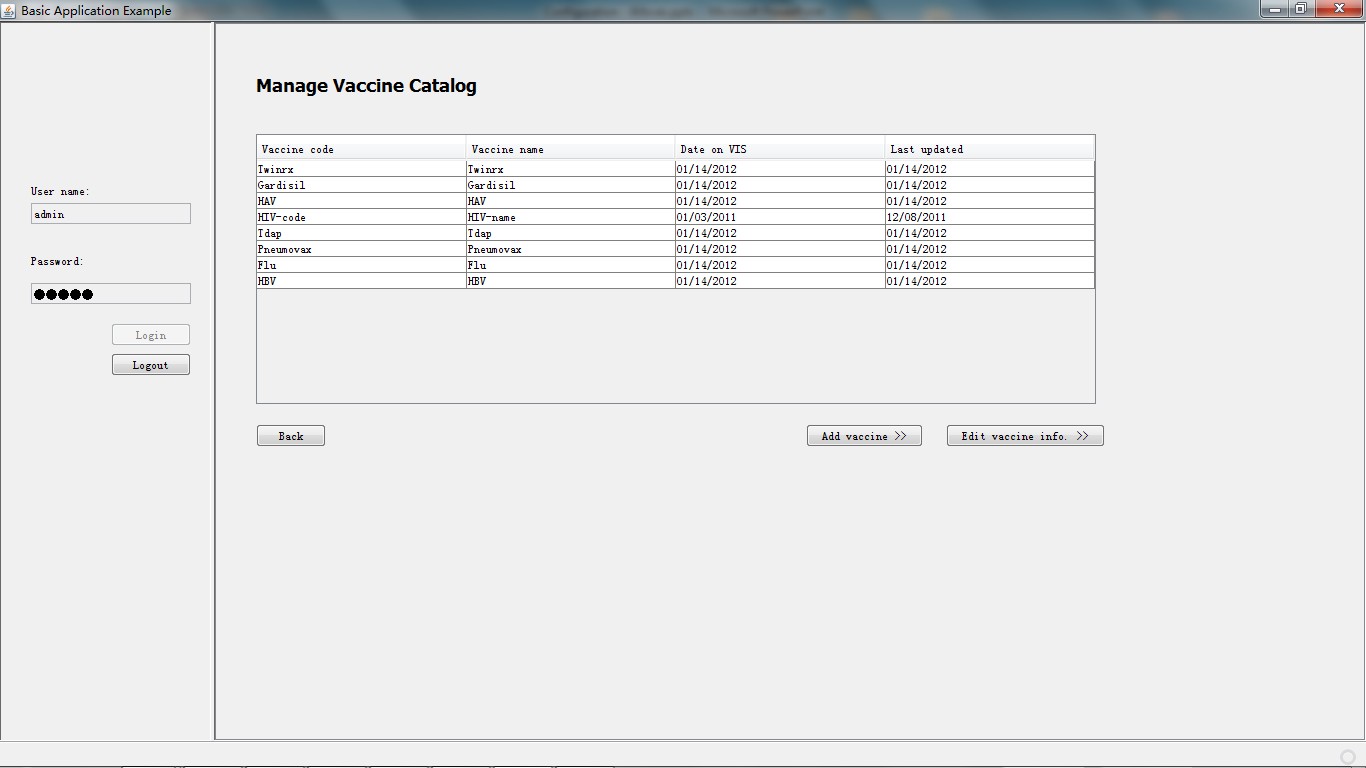 Basic Application Example
Manage Vaccine Catalog
User name:
admin
Password:
Login
Logout
Vaccine code Vaccine name Date on VIS Last updated
Twinrx Twinrx 01/14/2012 01/14/2012
Gardisil Gardisil 01/14/2012 01/14/2012
HAV HAV 01/14/2012 01/14/2012
HIV-code HIV-name 01/03/2011 12/08/2011
Tdap Tdap 01/14/2012 01/14/2012
Pneumovax Pneumovax 01/14/2012 01/14/2012
Flu Flu 01/14/2012 01/14/2012
HBV HBV 01/14/2012 01/14/2012
Back Add vaccine >> Edit vaccine info. >>